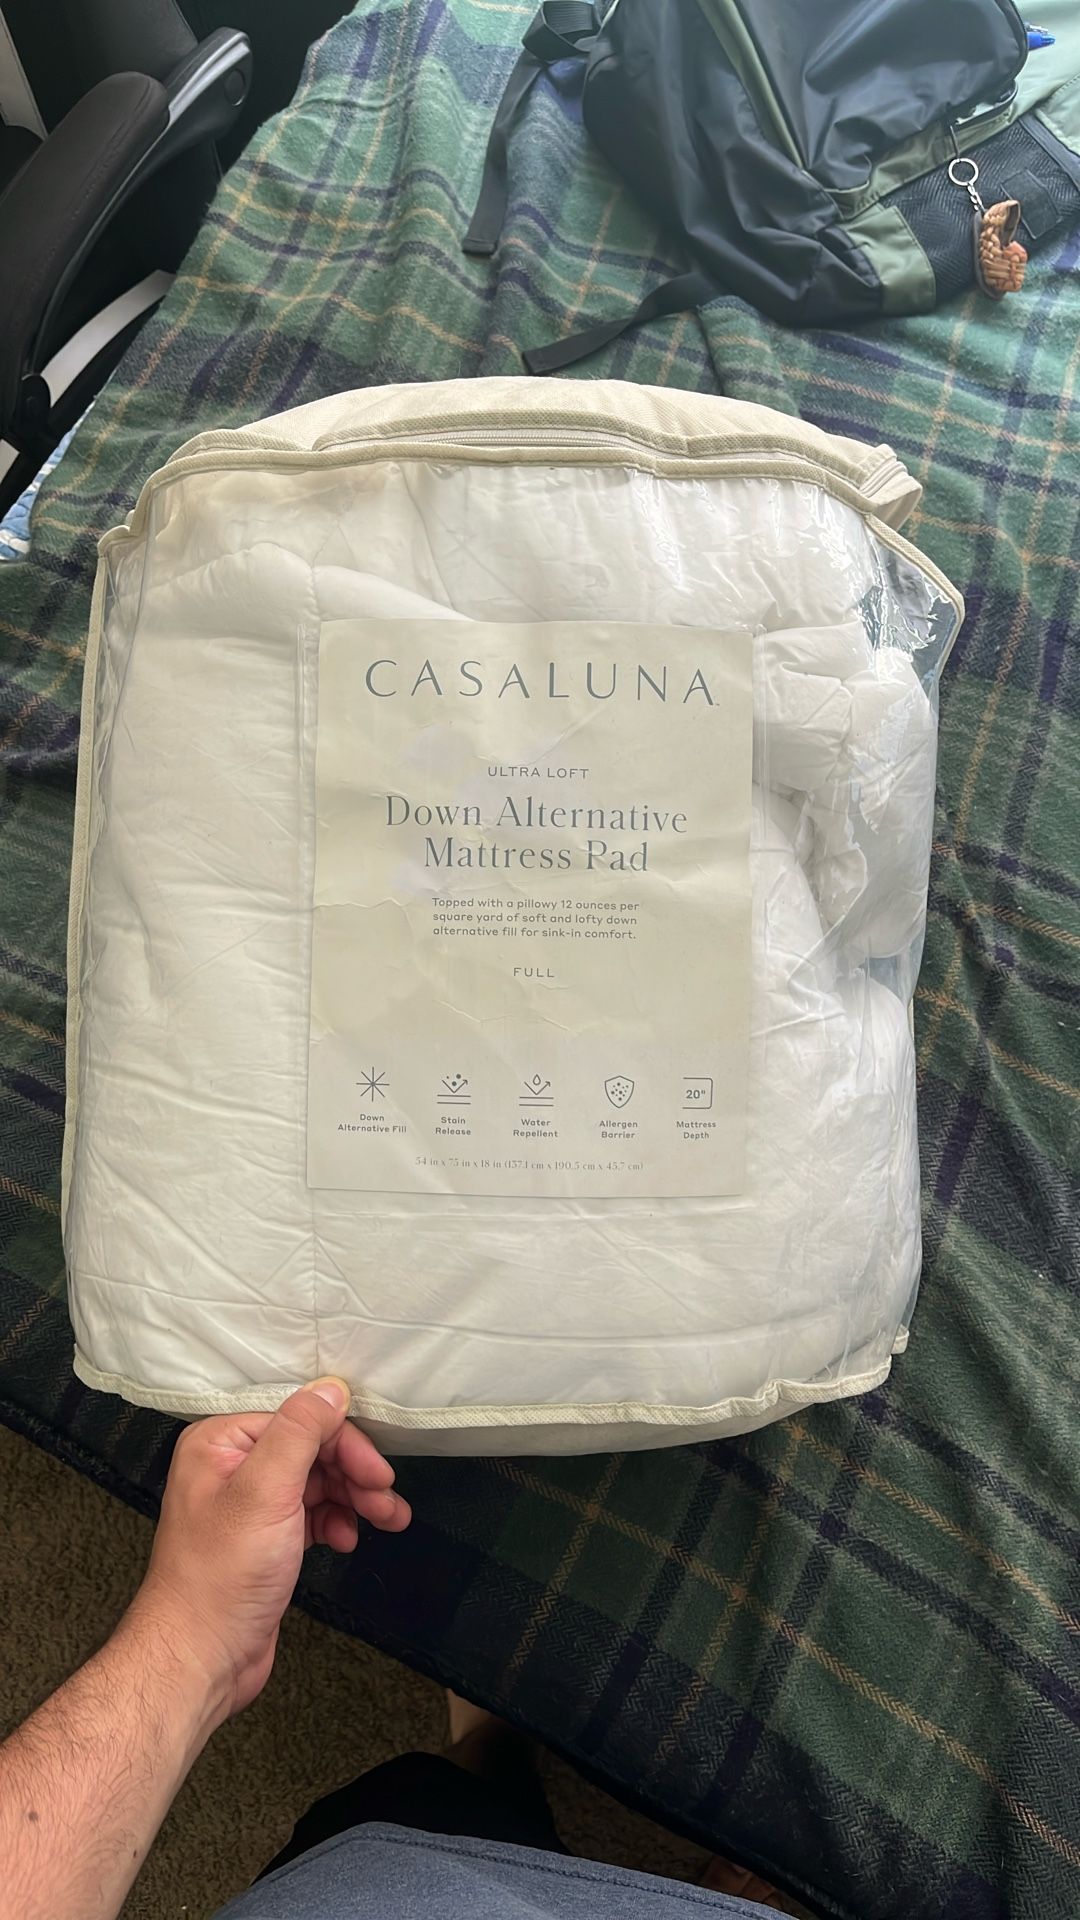 CASALUNA™
ULTRA LOFT
Down Alternative
Mattress Pad
Topped with a pillowy 12 ounces per
square yard of soft and lofty down
alternative fill for sink-in comfort.
FULL
20"
Down
Alternative Fill
Stain
Release
Water
Repellent
Allergen
Barrier
Mattress
Depth
54 in x 75 in x 18 in (137.1 cm x 190.5 cm x 45.7 cm)